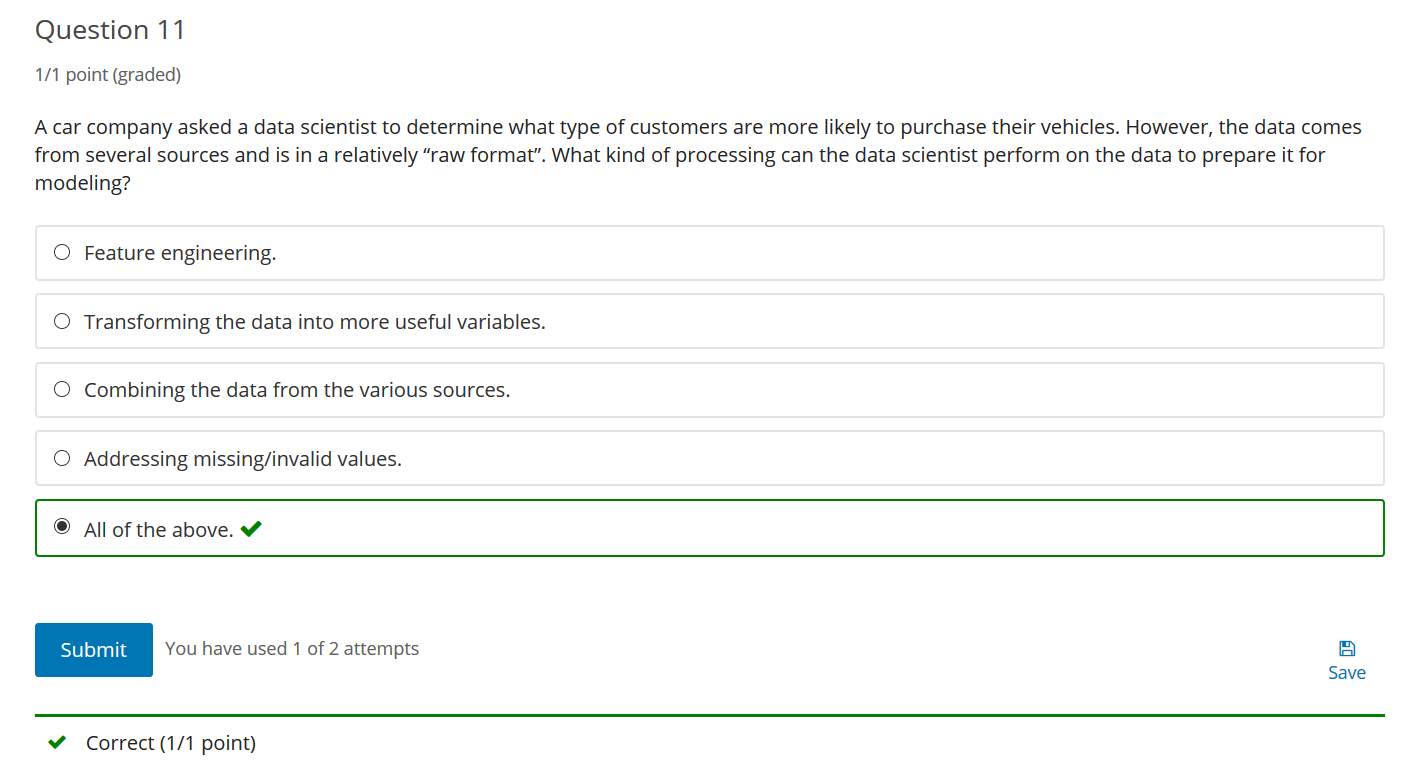 Question 11
1/1 point (graded)
A car company asked a data scientist to determine what type of customers are more likely to purchase their vehicles. However, the data comes
from several sources and is in a relatively “raw format”. What kind of processing can the data scientist perform on the data to prepare it for
modeling?
Feature engineering.
Transforming the data into more useful variables.
Combining the data from the various sources.
Addressing missing/invalid values.
All of the above.
Submit
You have used 1 of 2 attempts
Save
Correct (1/1 point)